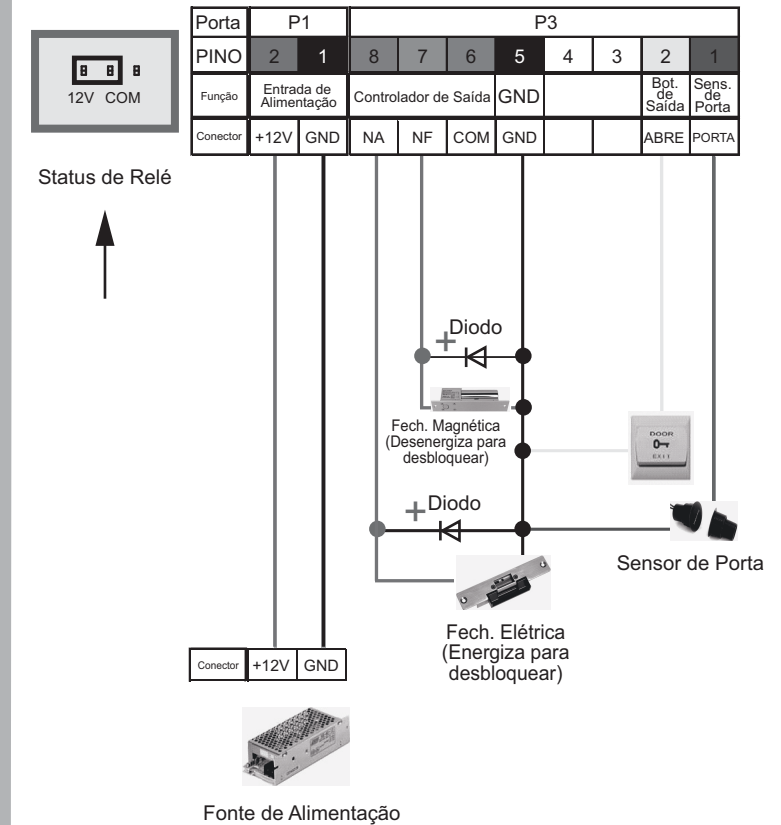 Porta P1 P3
PINO 2 1 8 7 6 5 4 3 2 1
Função Entrada de Alimentação Controlador de Saída GND Bot. de Saída Sens. de Porta
Conector +12V GND NA NF COM GND ABRE PORTA
12V COM
Status de Relé
Diodo
+
Fech. Magnética
(Desenergiza para
desbloquear)
DOOR
EXIT
Diodo
+
Sensor de Porta
Fech. Elétrica
(Energiza para
desbloquear)
Conector +12V GND
Fonte de Alimentação